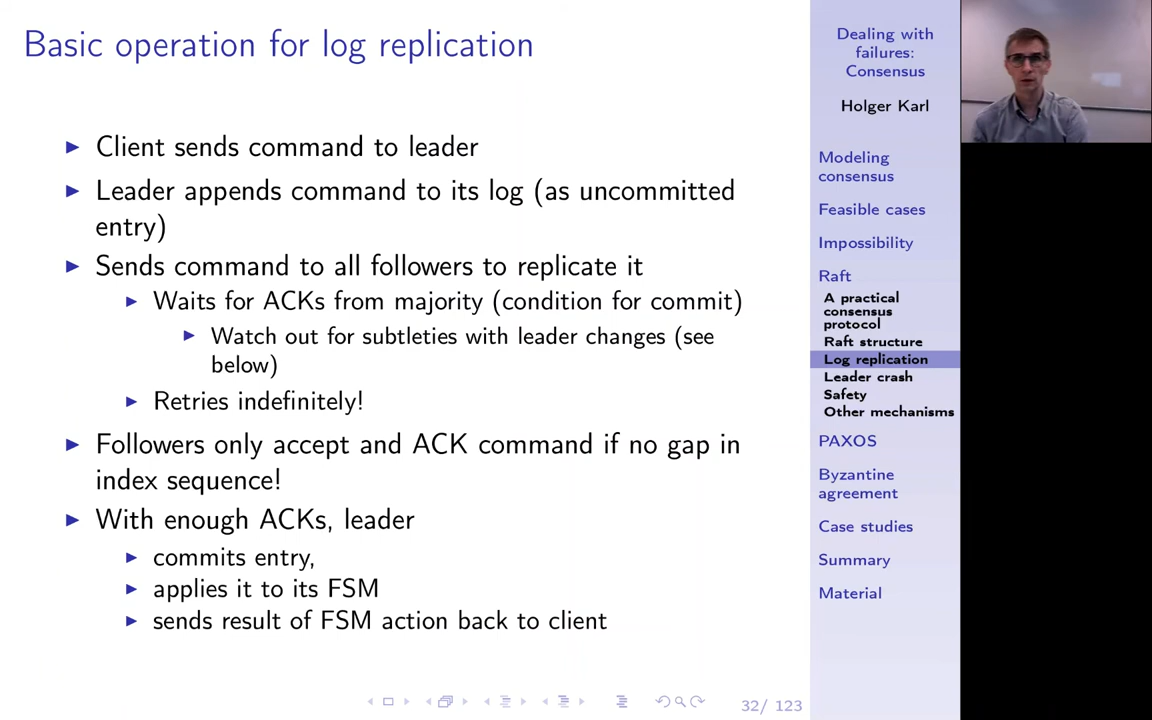 Basic operation for log replication
Client sends command to leader
Leader appends command to its log (as uncommitted
entry)
Sends command to all followers to replicate it
Waits for ACKs from majority (condition for commit)
Watch out for subtleties with leader changes (see
below)
Retries indefinitely!
Followers only accept and ACK command if no gap in
index sequence!
With enough ACKs, leader
commits entry,
applies it to its FSM
sends result of FSM action back to client
32/ 123
Dealing with
failures:
Consensus
Holger Karl
Modeling
consensus
Feasible cases
Impossibility
Raft
A practical
consensus
protocol
Raft structure
Log replication
Leader crash
Safety
Other mechanisms
PAXOS
Byzantine
agreement
Case studies
Summary
Material